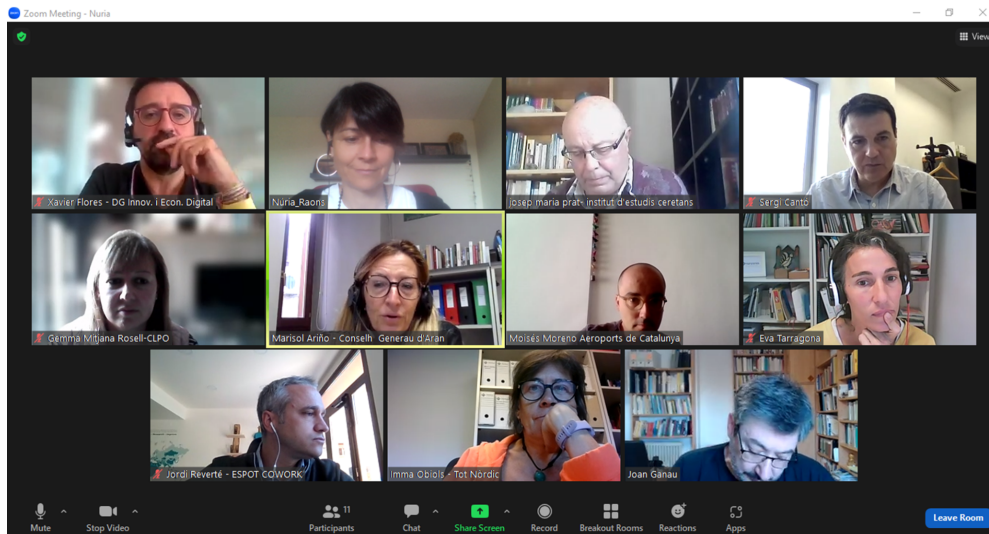 Zoom Meeting - Nuria
View
Xavier Flores - DG Innov. i Econ. Digital
Nuria_Raons
josep maria prat- institut d'estudis ceretans
Sergi Cantó
Gemma Mitjana Rosell-CLPO
Marisol Ariño - Conselh Generau d'Aran
Moisès Moreno Aeroports de Catalunya
Eva Tarragona
Jordi Reverté - ESPOT COWORK
Imma Obiols - Tot Nòrdic
Joan Ganau
11
Mute
Stop Video
Participants
Chat
Share Screen
Record
Breakout Rooms
Reactions
Apps
Leave Room